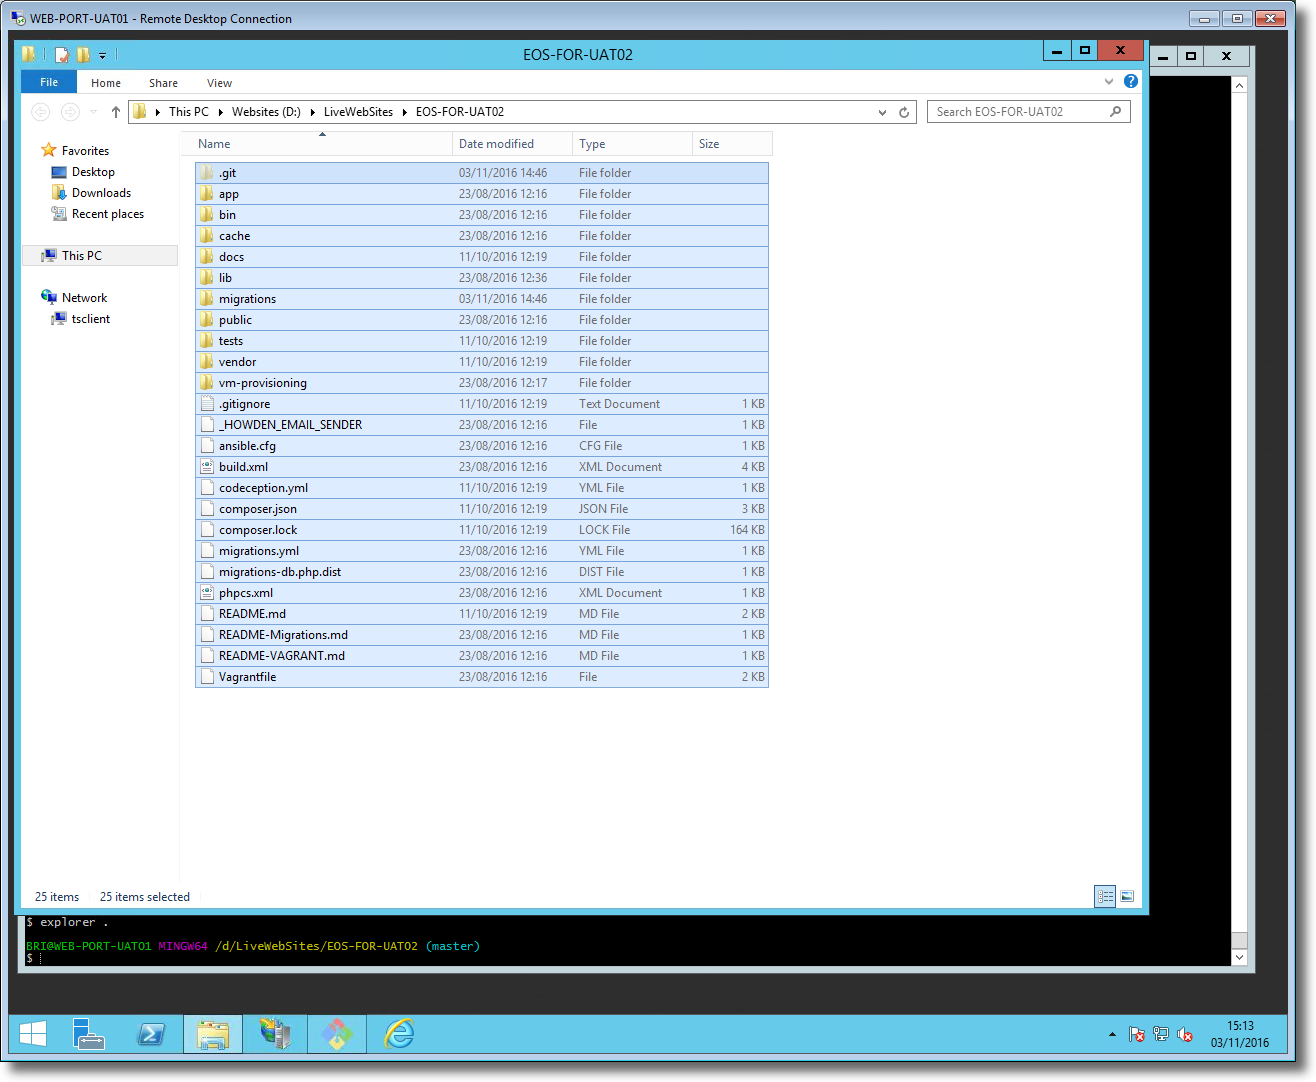 WEB-PORT-UAT01 - Remote Desktop Connection
EOS-FOR-UAT02
File Home Share View
This PC Websites (D:) LiveWebSites EOS-FOR-UAT02 Search EOS-FOR-UAT02
Favorites
Desktop
Downloads
Recent places
This PC
Network
tsclient
Name Date modified Type Size
.git 03/11/2016 14:46 File folder
app 23/08/2016 12:16 File folder
bin 23/08/2016 12:16 File folder
cache 23/08/2016 12:16 File folder
docs 11/10/2016 12:19 File folder
lib 23/08/2016 12:36 File folder
migrations 03/11/2016 14:46 File folder
public 23/08/2016 12:16 File folder
tests 11/10/2016 12:19 File folder
vendor 11/10/2016 12:19 File folder
vm-provisioning 23/08/2016 12:17 File folder
.gitignore 11/10/2016 12:19 Text Document 1 KB
_HOWDEN_EMAIL_SENDER 23/08/2016 12:16 File 1 KB
ansible.cfg 23/08/2016 12:16 CFG File 1 KB
build.xml 23/08/2016 12:16 XML Document 4 KB
codeception.yml 11/10/2016 12:19 YML File 1 KB
composer.json 11/10/2016 12:19 JSON File 3 KB
composer.lock 11/10/2016 12:19 LOCK File 164 KB
migrations.yml 23/08/2016 12:16 YML File 1 KB
migrations-db.php.dist 23/08/2016 12:16 DIST File 1 KB
phpcs.xml 23/08/2016 12:16 XML Document 1 KB
README.md 11/10/2016 12:19 MD File 2 KB
README-Migrations.md 23/08/2016 12:16 MD File 1 KB
README-VAGRANT.md 23/08/2016 12:16 MD File 1 KB
Vagrantfile 23/08/2016 12:16 File 2 KB
25 items 25 items selected
$ explorer .
BRI@WEB-PORT-UAT01 MINGW64 /d/LiveWebSites/EOS-FOR-UAT02 (master)
$
15:13
03/11/2016